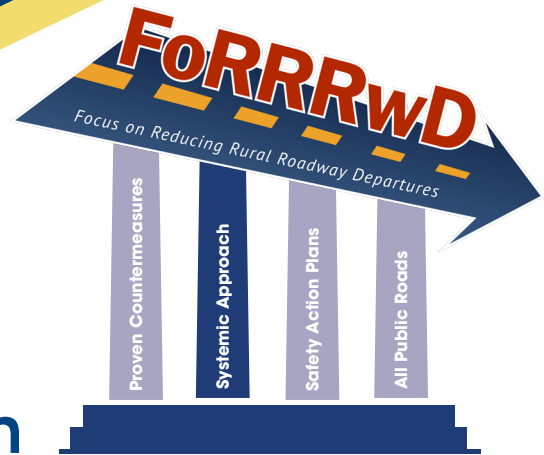 FoRRRwD
Focus on Reducing Rural Roadway Departures
Proven Countermeasures
Systemic Approach
Safety Action Plans
All Public Roads
n